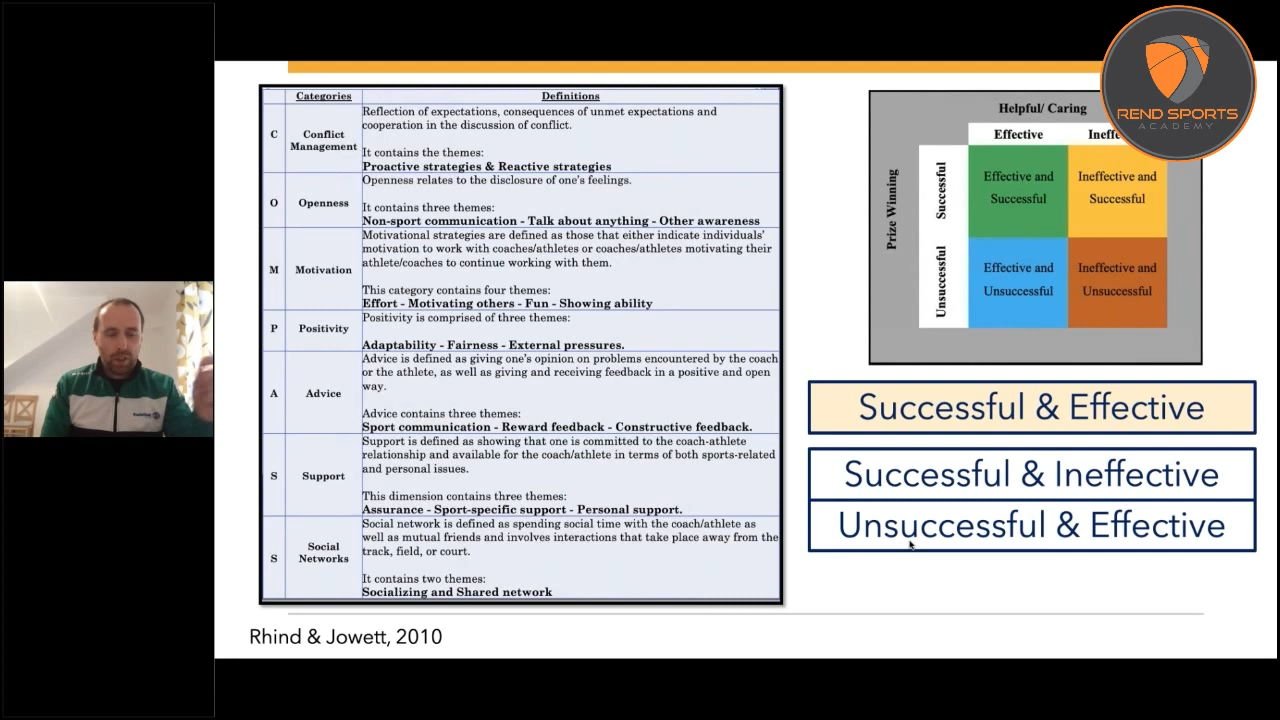 Categories
Definitions
C
Conflict
Management
Reflection of expectations, consequences of unmet expectations and
cooperation in the discussion of conflict.
It contains the themes:
Proactive strategies & Reactive strategies
O
Openness
Openness relates to the disclosure of one's feelings.
It contains three themes:
Non-sport communication - Talk about anything - Other awareness
M
Motivation
Motivational strategies are defined as those that either indicate individuals'
motivation to work with coaches/athletes or coaches/athletes motivating their
athlete/coaches to continue working with them.
This category contains four themes:
Effort - Motivating others - Fun - Showing ability
P
Positivity
Positivity is comprised of three themes:
Adaptability - Fairness - External pressures.
A
Advice
Advice is defined as giving one's opinion on problems encountered by the coach
or the athlete, as well as giving and receiving feedback in a positive and open
way.
Advice contains three themes:
Sport communication - Reward feedback - Constructive feedback.
S
Support
Support is defined as showing that one is committed to the coach-athlete
relationship and available for the coach/athlete in terms of both sports-related
and personal issues.
This dimension contains three themes:
Assurance - Sport-specific support - Personal support.
S
Social
Networks
Social network is defined as spending social time with the coach/athlete as
well as mutual friends and involves interactions that take place away from the
track, field, or court.
It contains two themes:
Socializing and Shared network
Rhind & Jowett, 2010
Helpful/ Caring
Effective
Prize Winning
Successful
Unsuccessful
Effective and
Successful
Ineffective and
Successful
Effective and
Unsuccessful
Ineffective and
Unsuccessful
REND SPORTS
ACADEMY
Successful & Effective
Successful & Ineffective
Unsuccessful & Effective